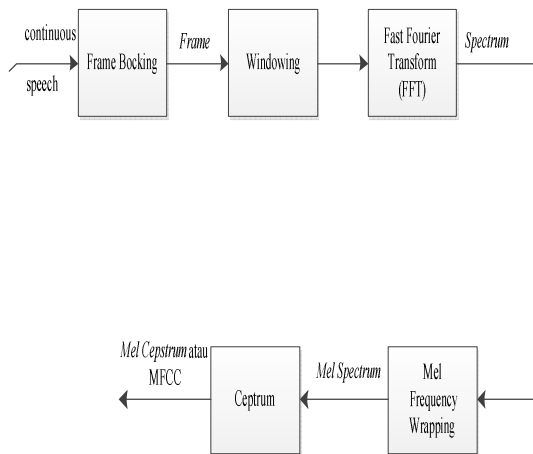 continuous
speech
Frame Bocking
Frame
Windowing
Fast Fourier
Transform
(FFT)
Spectrum
Mel Cepstrum atau
MFCC
Ceptrum
Mel Spectrum
Mel
Frequency
Wrapping